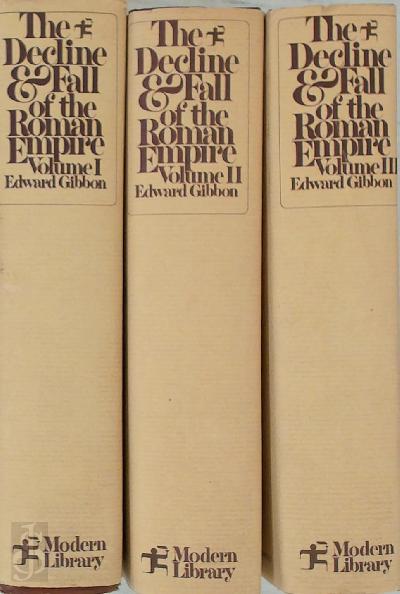 The
Decline
& Fall
of the
Roman
Empire
Volume I
Edward Gibbon
Modern
Library
The
Decline
& Fall
of the
Roman
Empire
Volume II
Edward Gibbon
Modern
Library
The
Decline
& Fall
of the
Roman
Empire
Volume III
Edward Gibbon
Modern
Library